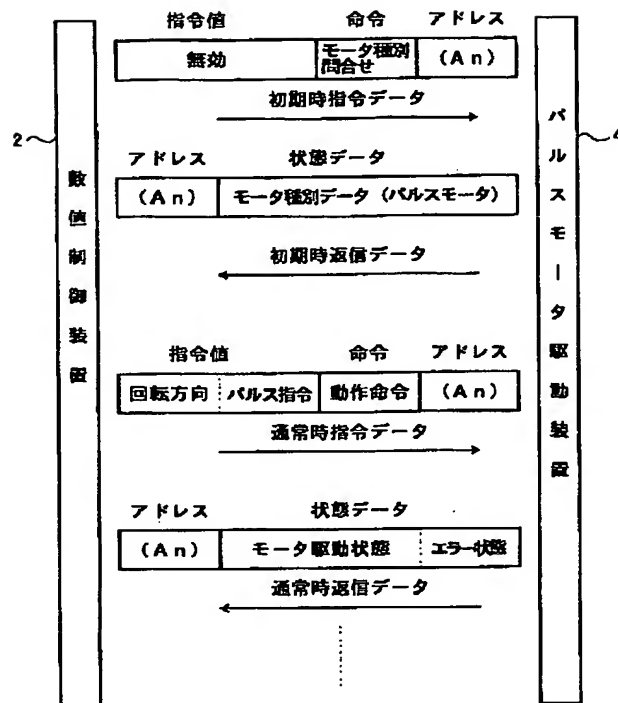 指令値 命令 アドレス
無効 モータ種別問合せ (An)
初期時指令データ
2
4
数値制御装置
パルスモータ駆動装置
アドレス 状態データ
(An) モータ種別データ(パルスモータ)
初期時返信データ
指令値 命令 アドレス
回転方向 パルス指令 動作命令 (An)
通常時指令データ
アドレス 状態データ
(An) モータ駆動状態 エラー状態
通常時返信データ